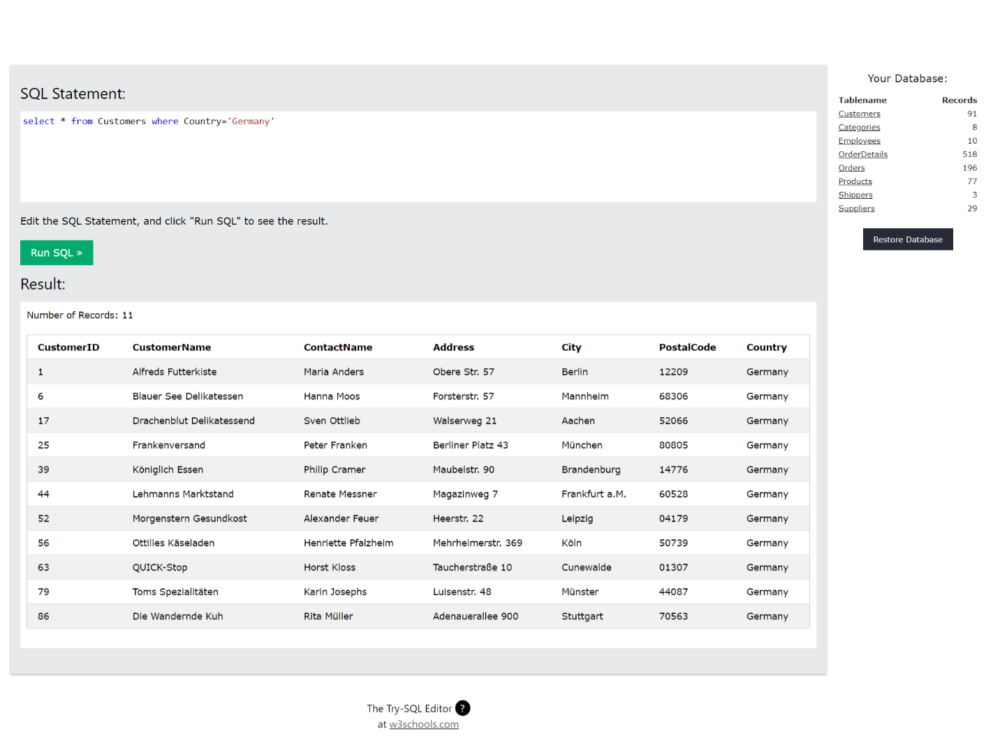 SQL Statement:
select * from Customers where Country='Germany'
Edit the SQL Statement, and click "Run SQL" to see the result.
Run SQL »
Result:
Number of Records: 11
CustomerID CustomerName ContactName Address City PostalCode Country
1 Alfreds Futterkiste Maria Anders Obere Str. 57 Berlin 12209 Germany
6 Blauer See Delikatessen Hanna Moos Forsterstr. 57 Mannheim 68306 Germany
17 Drachenblut Delikatessend Sven Ottlieb Walserweg 21 Aachen 52066 Germany
25 Frankenversand Peter Franken Berliner Platz 43 München 80805 Germany
39 Königlich Essen Philip Cramer Maubelstr. 90 Brandenburg 14776 Germany
44 Lehmanns Marktstand Renate Messner Magazinweg 7 Frankfurt a.M. 60528 Germany
52 Morgenstern Gesundkost Alexander Feuer Heerstr. 22 Leipzig 04179 Germany
56 Ottilies Käseladen Henriette Pfalzheim Mehrheimerstr. 369 Köln 50739 Germany
63 QUICK-Stop Horst Kloss Taucherstraße 10 Cunewalde 01307 Germany
79 Toms Spezialitäten Karin Josephs Luisenstr. 48 Münster 44087 Germany
86 Die Wandernde Kuh Rita Müller Adenauerallee 900 Stuttgart 70563 Germany
Your Database:
Tablename Records
Customers 91
Categories 8
Employees 10
OrderDetails 518
Orders 196
Products 77
Shippers 3
Suppliers 29
Restore Database
The Try-SQL Editor ?
at w3schools.com